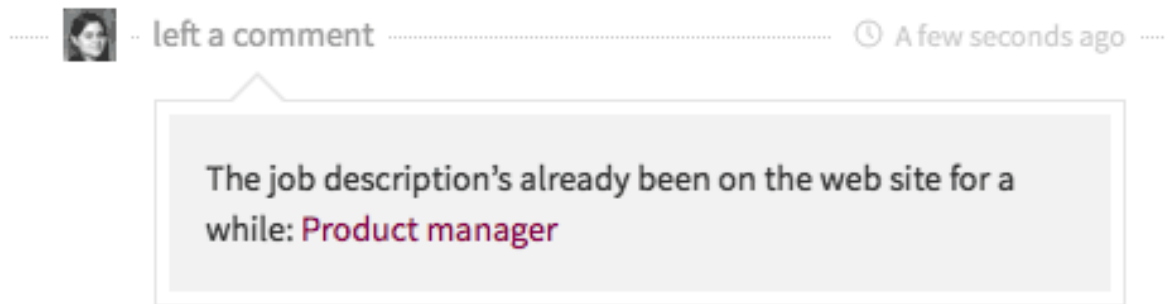 left a comment A few seconds ago
The job description’s already been on the web site for a
while: Product manager